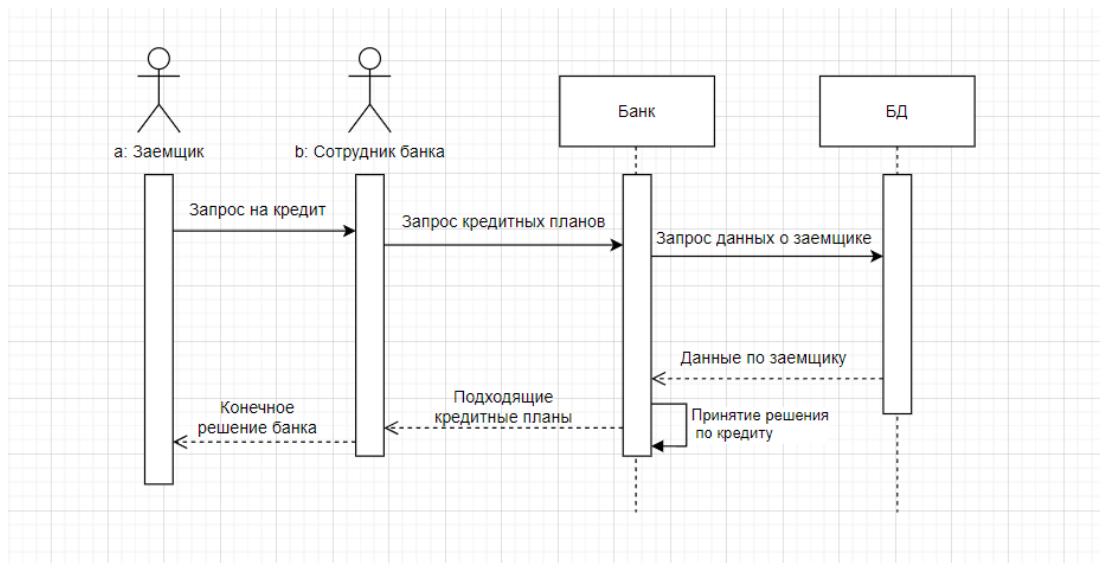 Банк
БД
a: Заемщик
b: Сотрудник банка
Запрос на кредит
Запрос кредитных планов
Запрос данных о заемщике
Данные по заемщику
Подходящие
кредитные планы
Конечное
решение банка
Принятие решения
по кредиту